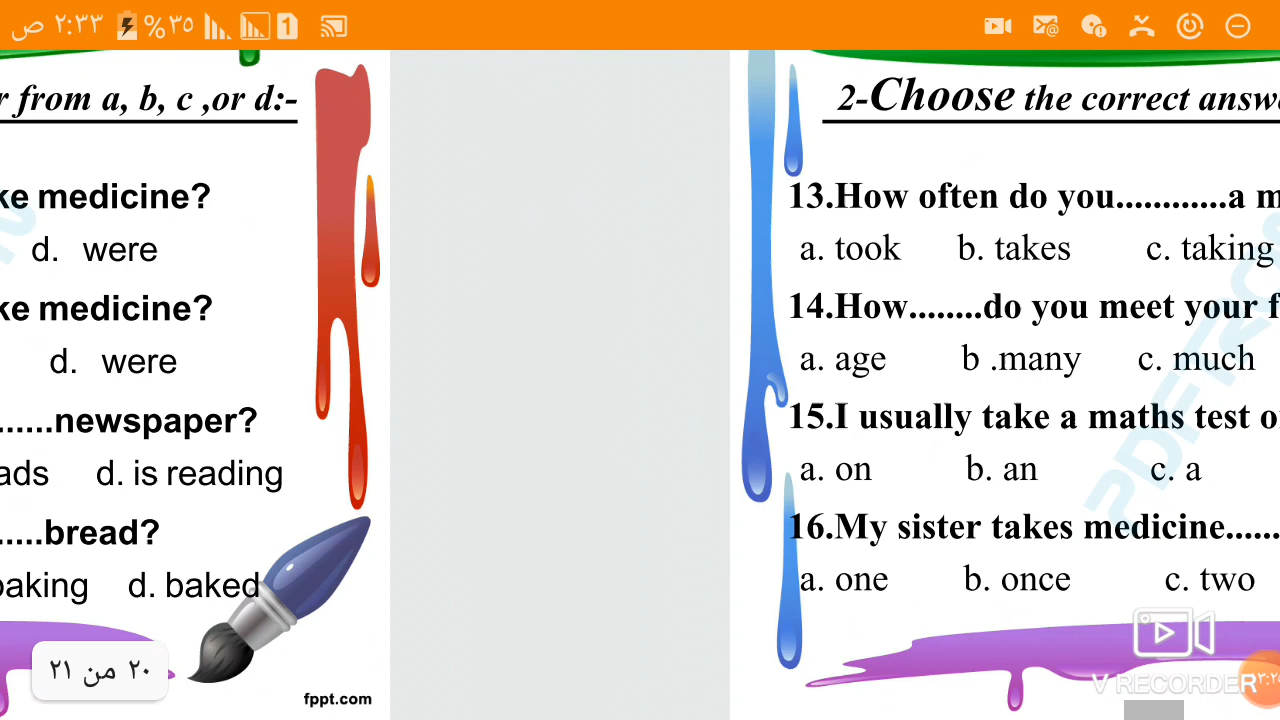 ٢:٣٣ ص
%٣٥
1
r from a, b, c ,or d:-
ke medicine?
d. were
ke medicine?
d. were
......newspaper?
ads d. is reading
......bread?
baking d. baked
٢٠ من ٢١
fppt.com
2-Choose the correct answe
13.How often do you............a m
a. took b. takes c. taking
14.How........do you meet your f
a. age b .many c. much
15.I usually take a maths test o
a. on b. an c. a
16.My sister takes medicine.......
a. one b. once c. two
V RECORDER